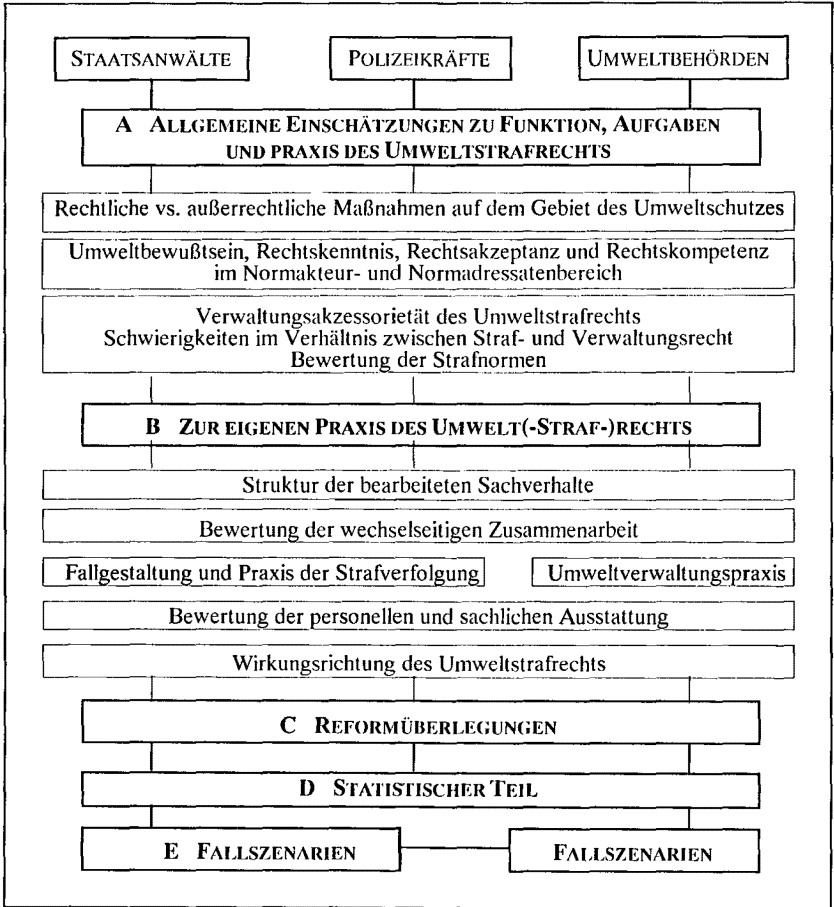 STAATSANWÄLTE
POLIZEIKRÄFTE
UMWELTBEHÖRDEN
A ALLGEMEINE EINSCHÄTZUNGEN ZU FUNKTION, AUFGABEN
UND PRAXIS DES UMWELTSTRAFRECHTS
Rechtliche vs. außerrechtliche Maßnahmen auf dem Gebiet des Umweltschutzes
Umweltbewußtsein, Rechtskenntnis, Rechtsakzeptanz und Rechtskompetenz
im Normakteur- und Normadressatenbereich
Verwaltungsakzessorietät des Umweltstrafrechts
Schwierigkeiten im Verhältnis zwischen Straf- und Verwaltungsrecht
Bewertung der Strafnormen
B ZUR EIGENEN PRAXIS DES UMWELT(-STRAF-)RECHTS
Struktur der bearbeiteten Sachverhalte
Bewertung der wechselseitigen Zusammenarbeit
Fallgestaltung und Praxis der Strafverfolgung
Umweltverwaltungspraxis
Bewertung der personellen und sachlichen Ausstattung
Wirkungsrichtung des Umweltstrafrechts
C REFORMÜBERLEGUNGEN
D STATISTISCHER TEIL
E FALLSZENARIEN
FALLSZENARIEN